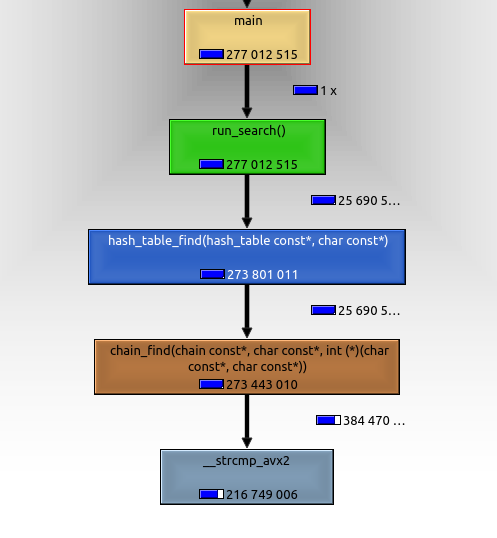 main
277 012 515
1 x
run_search()
277 012 515
25 690 5…
hash_table_find(hash_table const*, char const*)
273 801 011
25 690 5…
chain_find(chain const*, char const*, int (*)(char
const*, char const*))
273 443 010
384 470 …
__strcmp_avx2
216 749 006